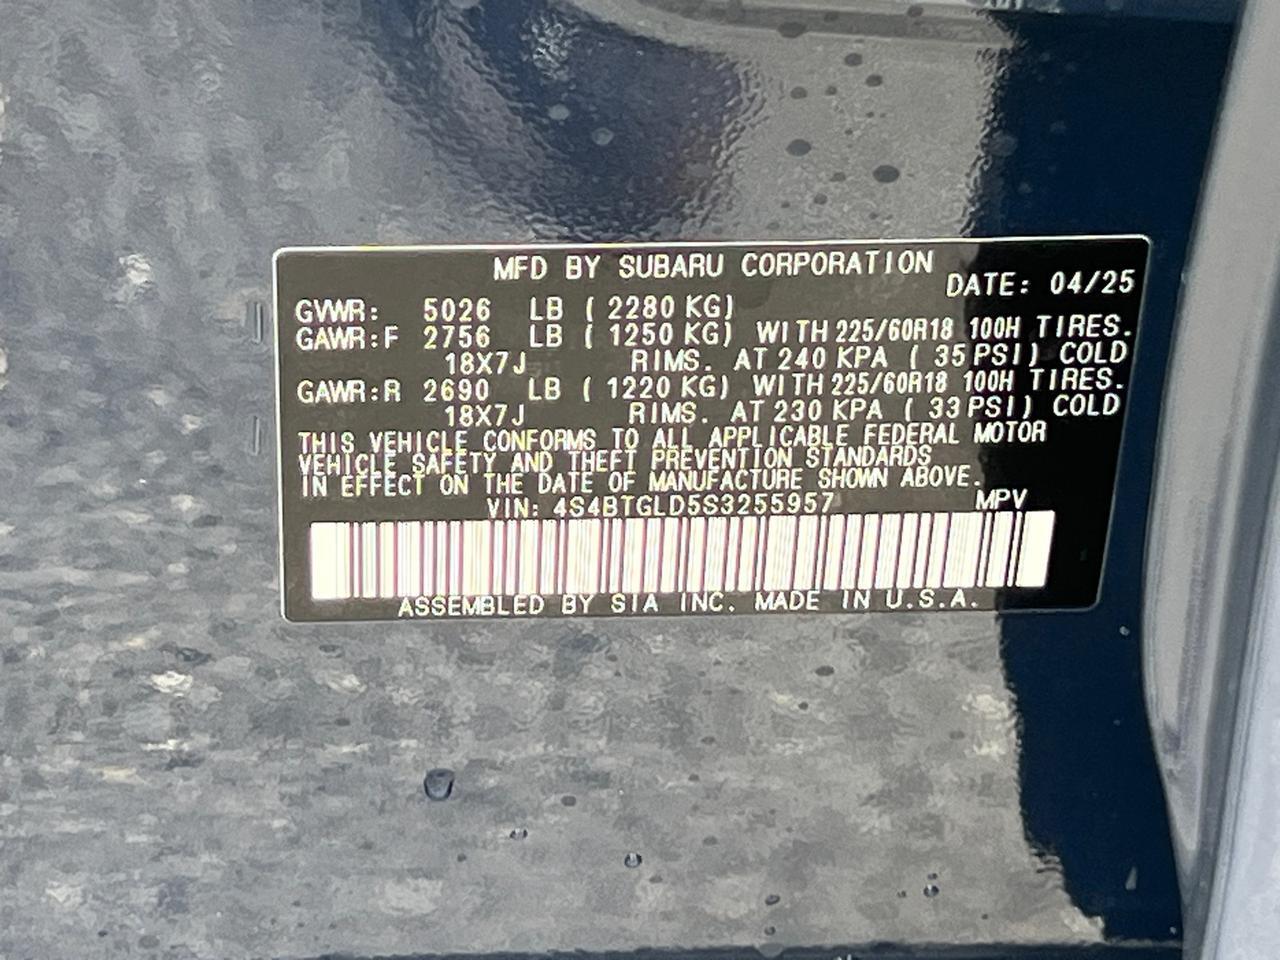 MFD BY SUBARU CORPORATION
DATE: 04/25
GVWR: 5026 LB ( 2280 KG)
GAWR:F 2756 LB ( 1250 KG) WITH 225/60R18 100H TIRES.
18X7J RIMS. AT 240 KPA ( 35 PSI) COLD
GAWR:R 2690 LB ( 1220 KG) WITH 225/60R18 100H TIRES.
18X7J RIMS. AT 230 KPA ( 33 PSI) COLD
THIS VEHICLE CONFORMS TO ALL APPLICABLE FEDERAL MOTOR
VEHICLE SAFETY AND THEFT PREVENTION STANDARDS
IN EFFECT ON THE DATE OF MANUFACTURE SHOWN ABOVE.
VIN: 4S4BTGLD5S3255957 MPV
ASSEMBLED BY SIA INC. MADE IN U.S.A.